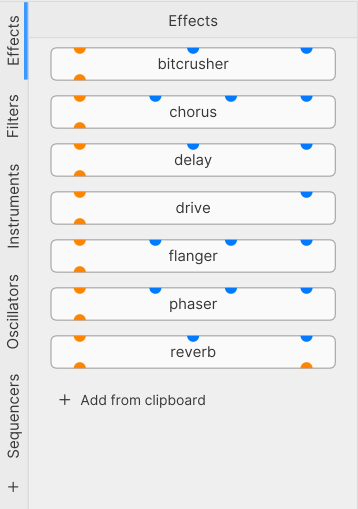 Effects
Filters
Instruments
Oscillators
Sequencers
+
Effects
bitcrusher
chorus
delay
drive
flanger
phaser
reverb
+ Add from clipboard